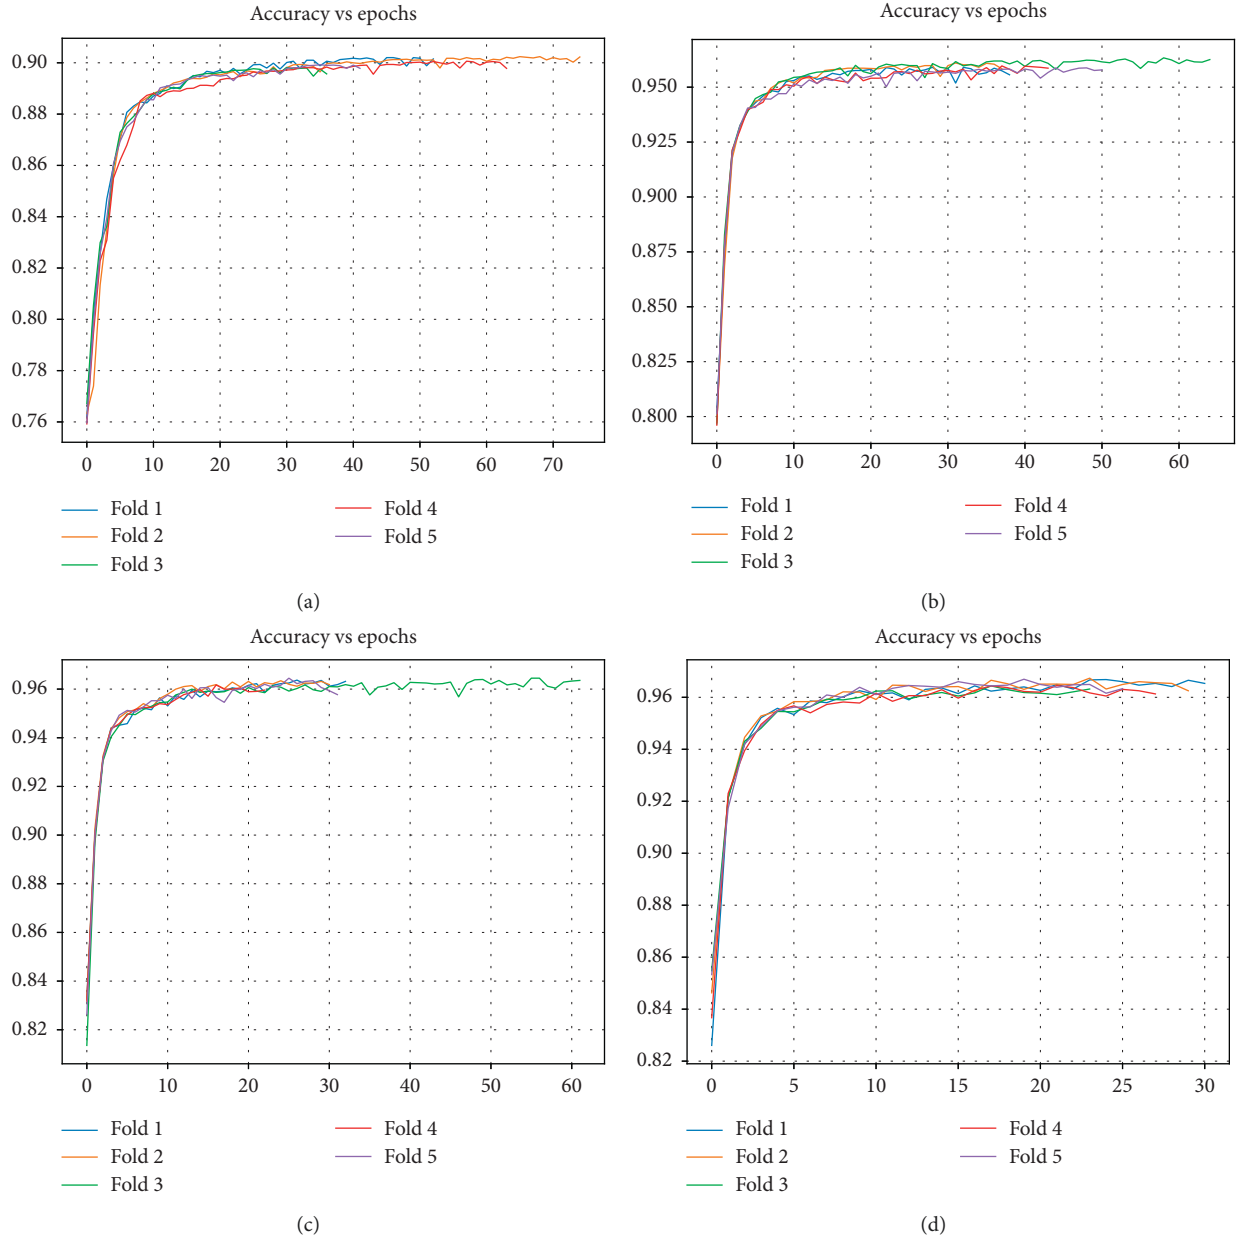 Accuracy vs epochs
0.90
0.88
0.86
0.84
0.82
0.80
0.78
0.76
0 10 20 30 40 50 60 70
Fold 1
Fold 2
Fold 3
Fold 4
Fold 5
(a)
Accuracy vs epochs
0.950
0.925
0.900
0.875
0.850
0.825
0.800
0 10 20 30 40 50 60
Fold 1
Fold 2
Fold 3
Fold 4
Fold 5
(b)
Accuracy vs epochs
0.96
0.94
0.92
0.90
0.88
0.86
0.84
0.82
0 10 20 30 40 50 60
Fold 1
Fold 2
Fold 3
Fold 4
Fold 5
(c)
Accuracy vs epochs
0.96
0.94
0.92
0.90
0.88
0.86
0.84
0.82
0 5 10 15 20 25 30
Fold 1
Fold 2
Fold 3
Fold 4
Fold 5
(d)